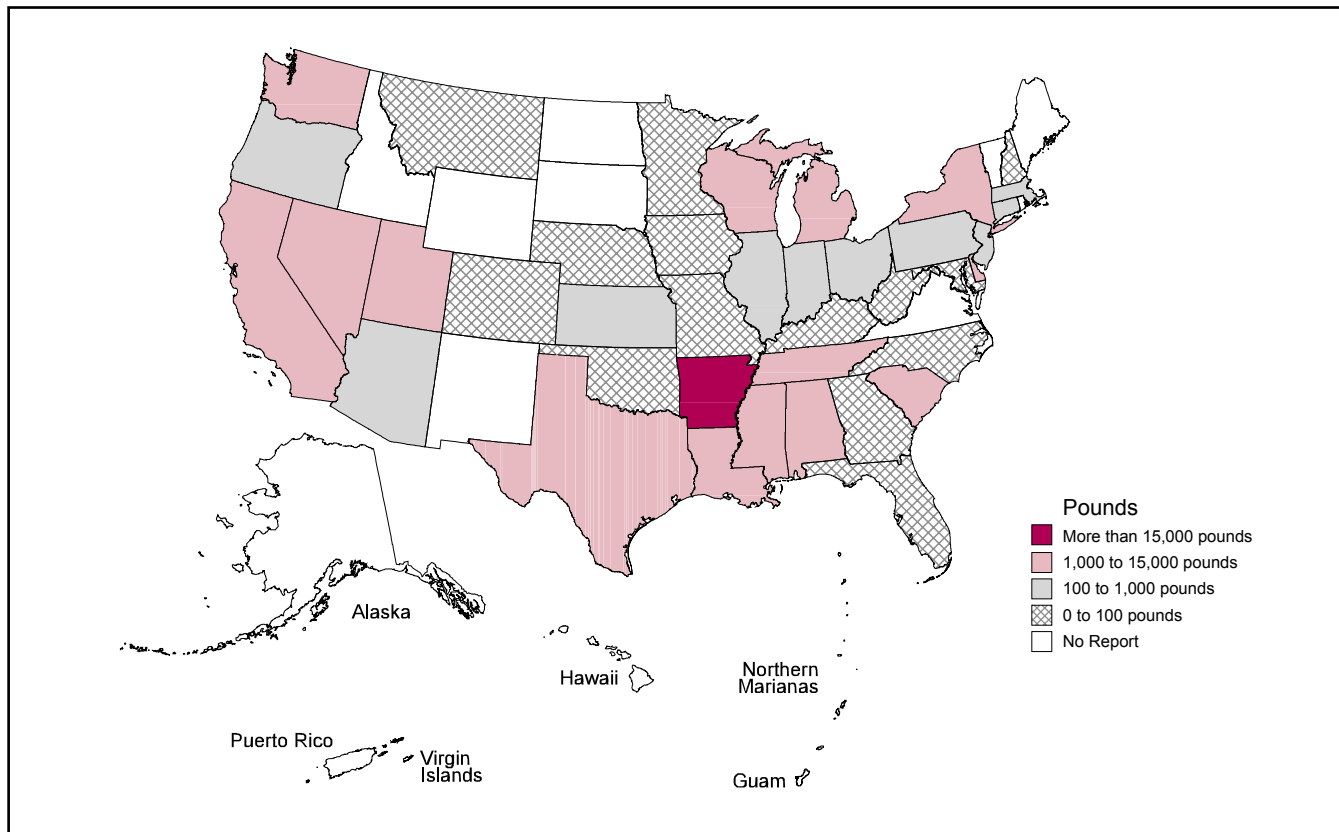 Pounds
More than 15,000 pounds
1,000 to 15,000 pounds
100 to 1,000 pounds
0 to 100 pounds
No Report
Alaska
Hawaii
Northern
Marianas
Puerto Rico
Virgin
Islands
Guam